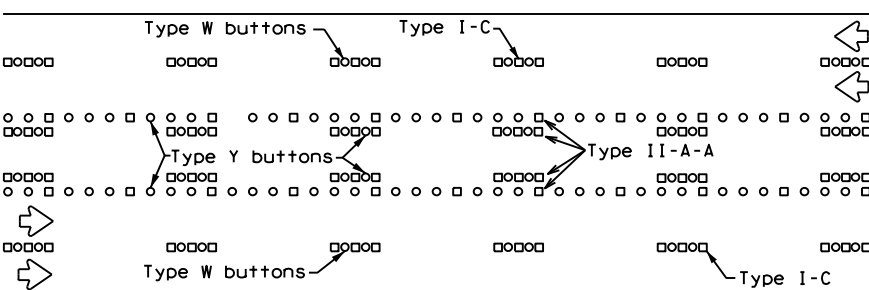 Type W buttons
Type I-C
Type Y buttons
Type II-A-A
Type W buttons
Type I-C